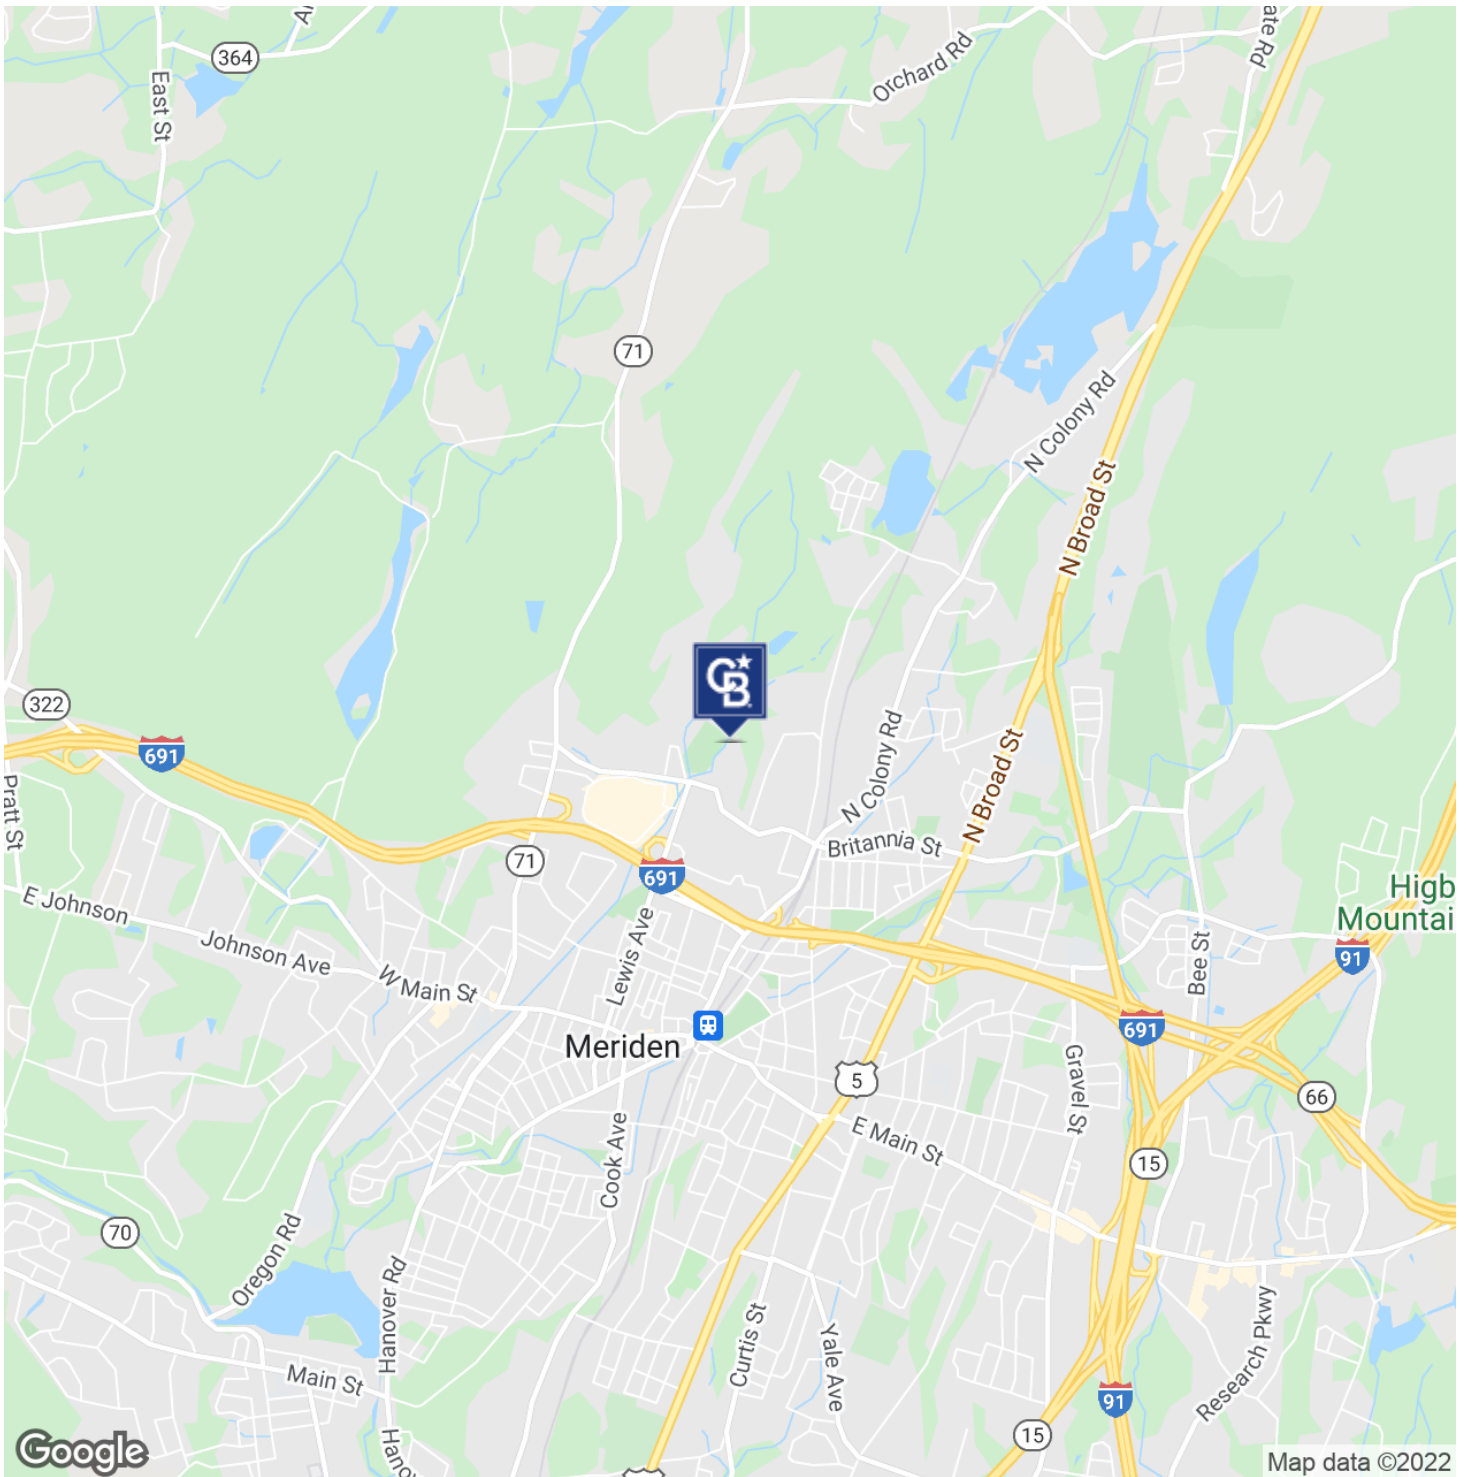 364
East St
Orchard Rd
ate Rd
71
N Colony Rd
N Broad St
322
691
CB
N Colony Rd
N Broad St
Pratt St
71
691
Britannia St
Higb
Mountai
E Johnson
Johnson Ave
Lewis Ave
Bee St
91
W Main St
Meriden
691
5
Gravel St
66
Cook Ave
E Main St
15
70
Oregon Rd
Hanover Rd
Curtis St
Yale Ave
Research Pkwy
Main St
91
15
Google
Map data ©2022